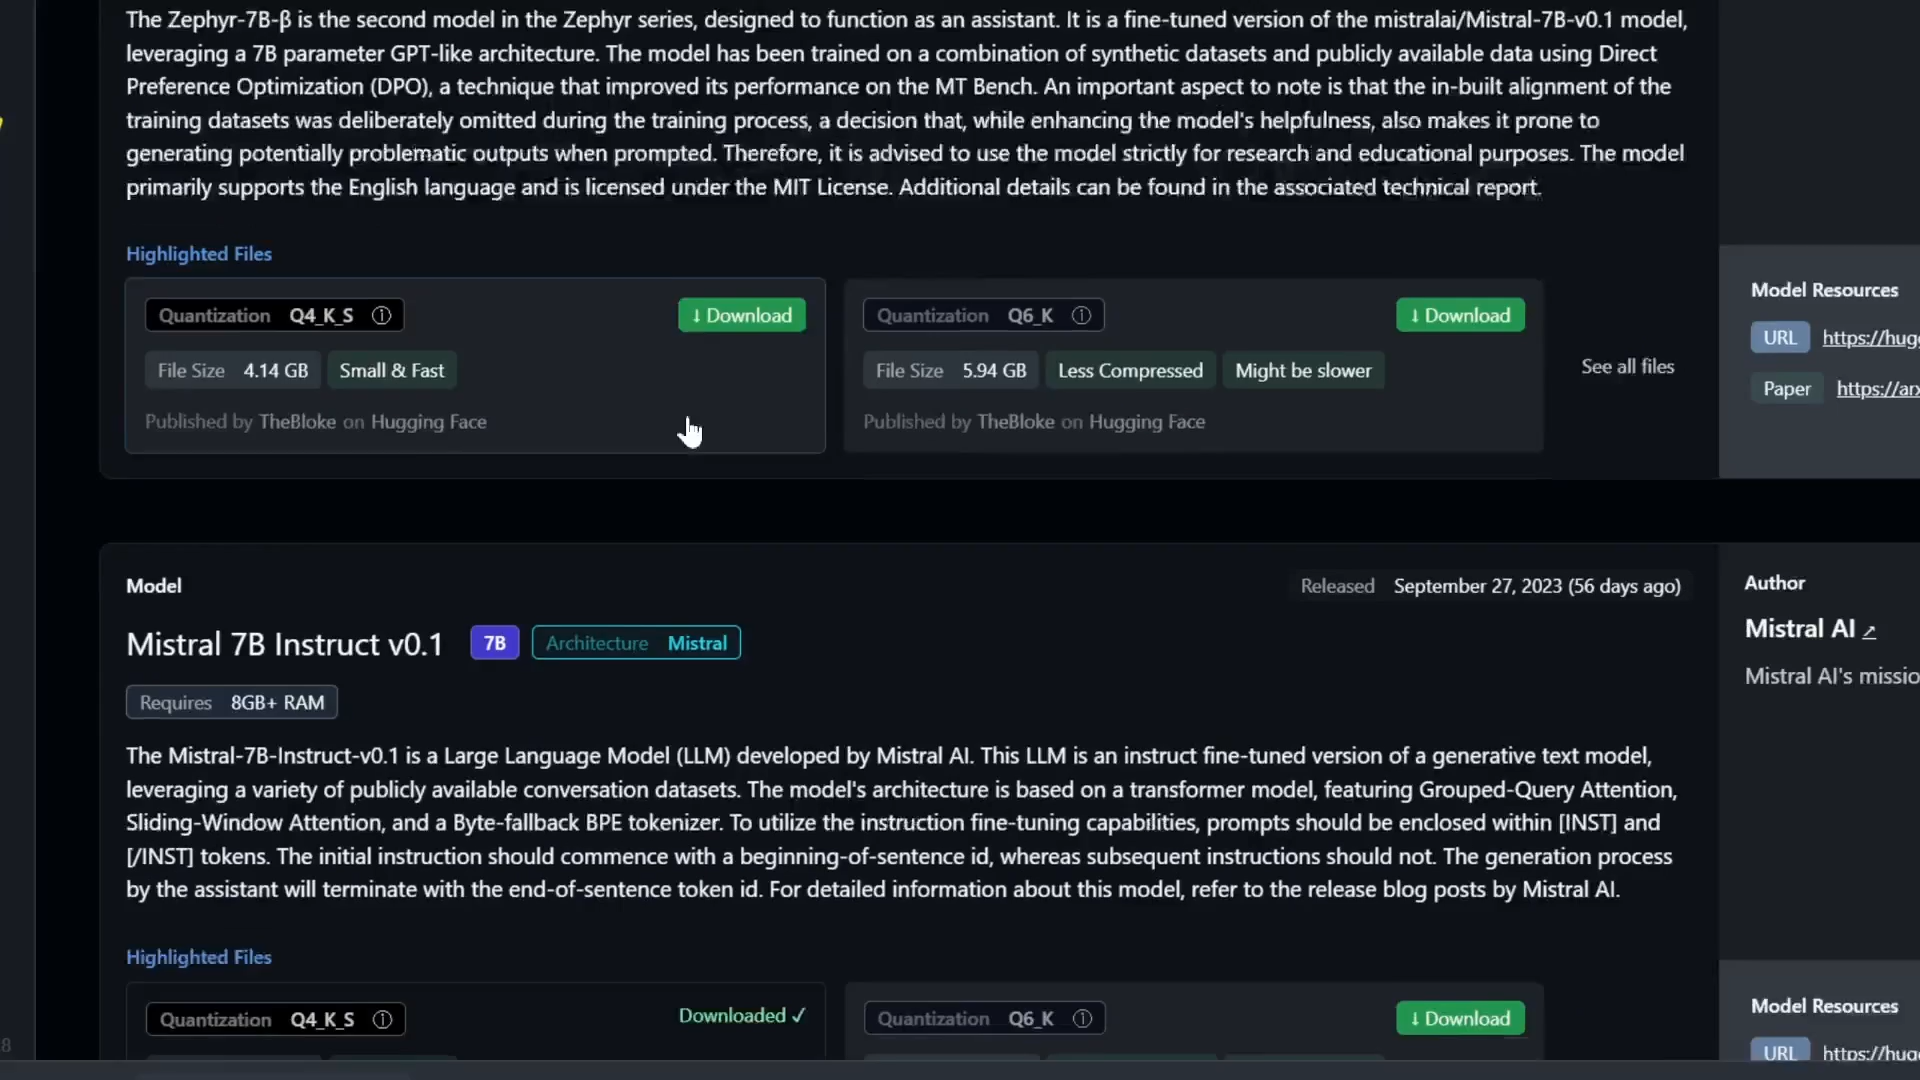 The Zephyr-7B-β is the second model in the Zephyr series, designed to function as an assistant. It is a fine-tuned version of the mistralai/Mistral-7B-v0.1 model,
leveraging a 7B parameter GPT-like architecture. The model has been trained on a combination of synthetic datasets and publicly available data using Direct
Preference Optimization (DPO), a technique that improved its performance on the MT Bench. An important aspect to note is that the in-built alignment of the
training datasets was deliberately omitted during the training process, a decision that, while enhancing the model's helpfulness, also makes it prone to
generating potentially problematic outputs when prompted. Therefore, it is advised to use the model strictly for research and educational purposes. The model
primarily supports the English language and is licensed under the MIT License. Additional details can be found in the associated technical report.
Highlighted Files
Quantization Q4_K_S ⓘ ↓ Download
File Size 4.14 GB Small & Fast
Published by TheBloke on Hugging Face
Quantization Q6_K ⓘ ↓ Download
File Size 5.94 GB Less Compressed Might be slower
Published by TheBloke on Hugging Face
See all files
Model Resources
URL https://hugg
Paper https://arx
Model
Released September 27, 2023 (56 days ago)
Mistral 7B Instruct v0.1 7B Architecture Mistral
Requires 8GB+ RAM
The Mistral-7B-Instruct-v0.1 is a Large Language Model (LLM) developed by Mistral AI. This LLM is an instruct fine-tuned version of a generative text model,
leveraging a variety of publicly available conversation datasets. The model's architecture is based on a transformer model, featuring Grouped-Query Attention,
Sliding-Window Attention, and a Byte-fallback BPE tokenizer. To utilize the instruction fine-tuning capabilities, prompts should be enclosed within [INST] and
[/INST] tokens. The initial instruction should commence with a beginning-of-sentence id, whereas subsequent instructions should not. The generation process
by the assistant will terminate with the end-of-sentence token id. For detailed information about this model, refer to the release blog posts by Mistral AI.
Author
Mistral AI ↗
Mistral AI's missio
Highlighted Files
Quantization Q4_K_S ⓘ Downloaded ✓
Quantization Q6_K ⓘ ↓ Download
Model Resources
URL https://hugg
8